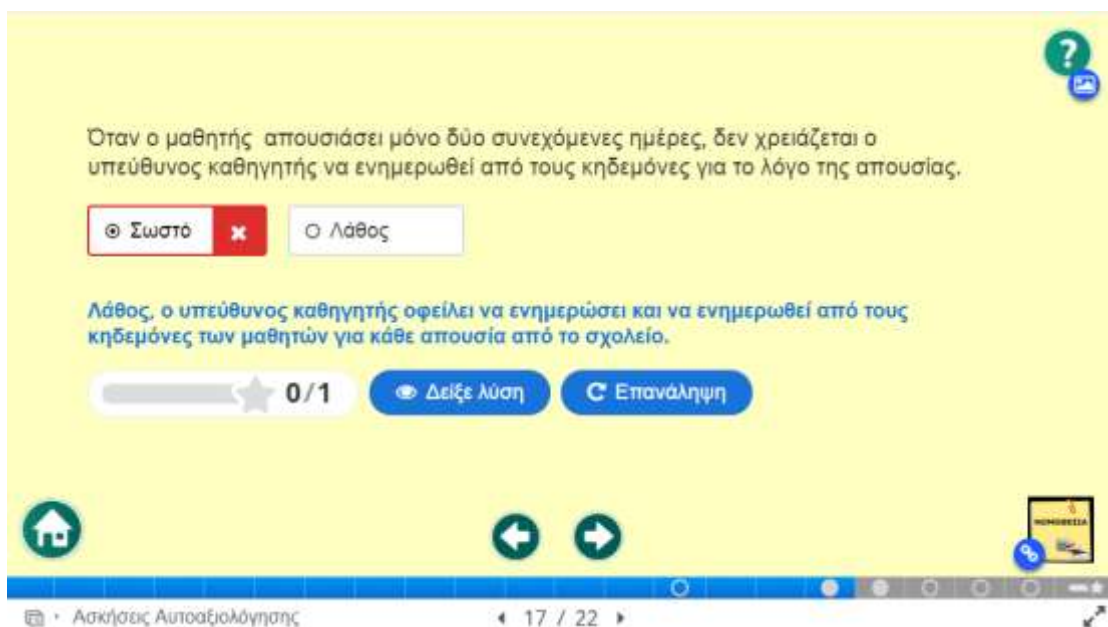 ?
Όταν ο μαθητής απουσιάσει μόνο δύο συνεχόμενες ημέρες, δεν χρειάζεται ο
υπεύθυνος καθηγητής να ενημερωθεί από τους κηδεμόνες για το λόγο της απουσίας.
Σωστό Λάθος
Λάθος, ο υπεύθυνος καθηγητής οφείλει να ενημερώσει και να ενημερωθεί από τους
κηδεμόνες των μαθητών για κάθε απουσία από το σχολείο.
0/1 Δείξε λύση Επανάληψη
ΝΟΜΟΘΕΣΙΑ
Ασκήσεις Αυτοαξιολόγησης 17 / 22